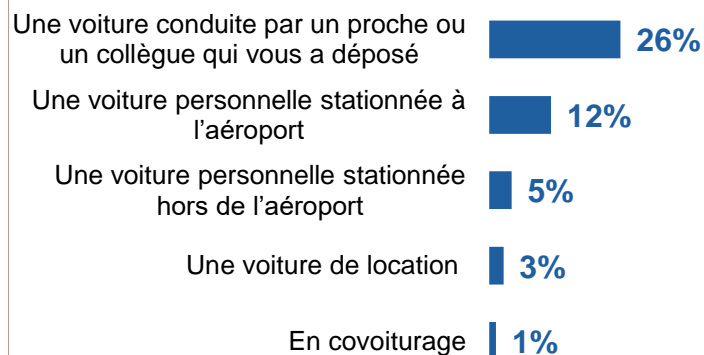 Une voiture conduite par un proche ou
un collègue qui vous a déposé
26%
Une voiture personnelle stationnée à
l’aéroport
12%
Une voiture personnelle stationnée
hors de l’aéroport
5%
Une voiture de location
3%
En covoiturage
1%